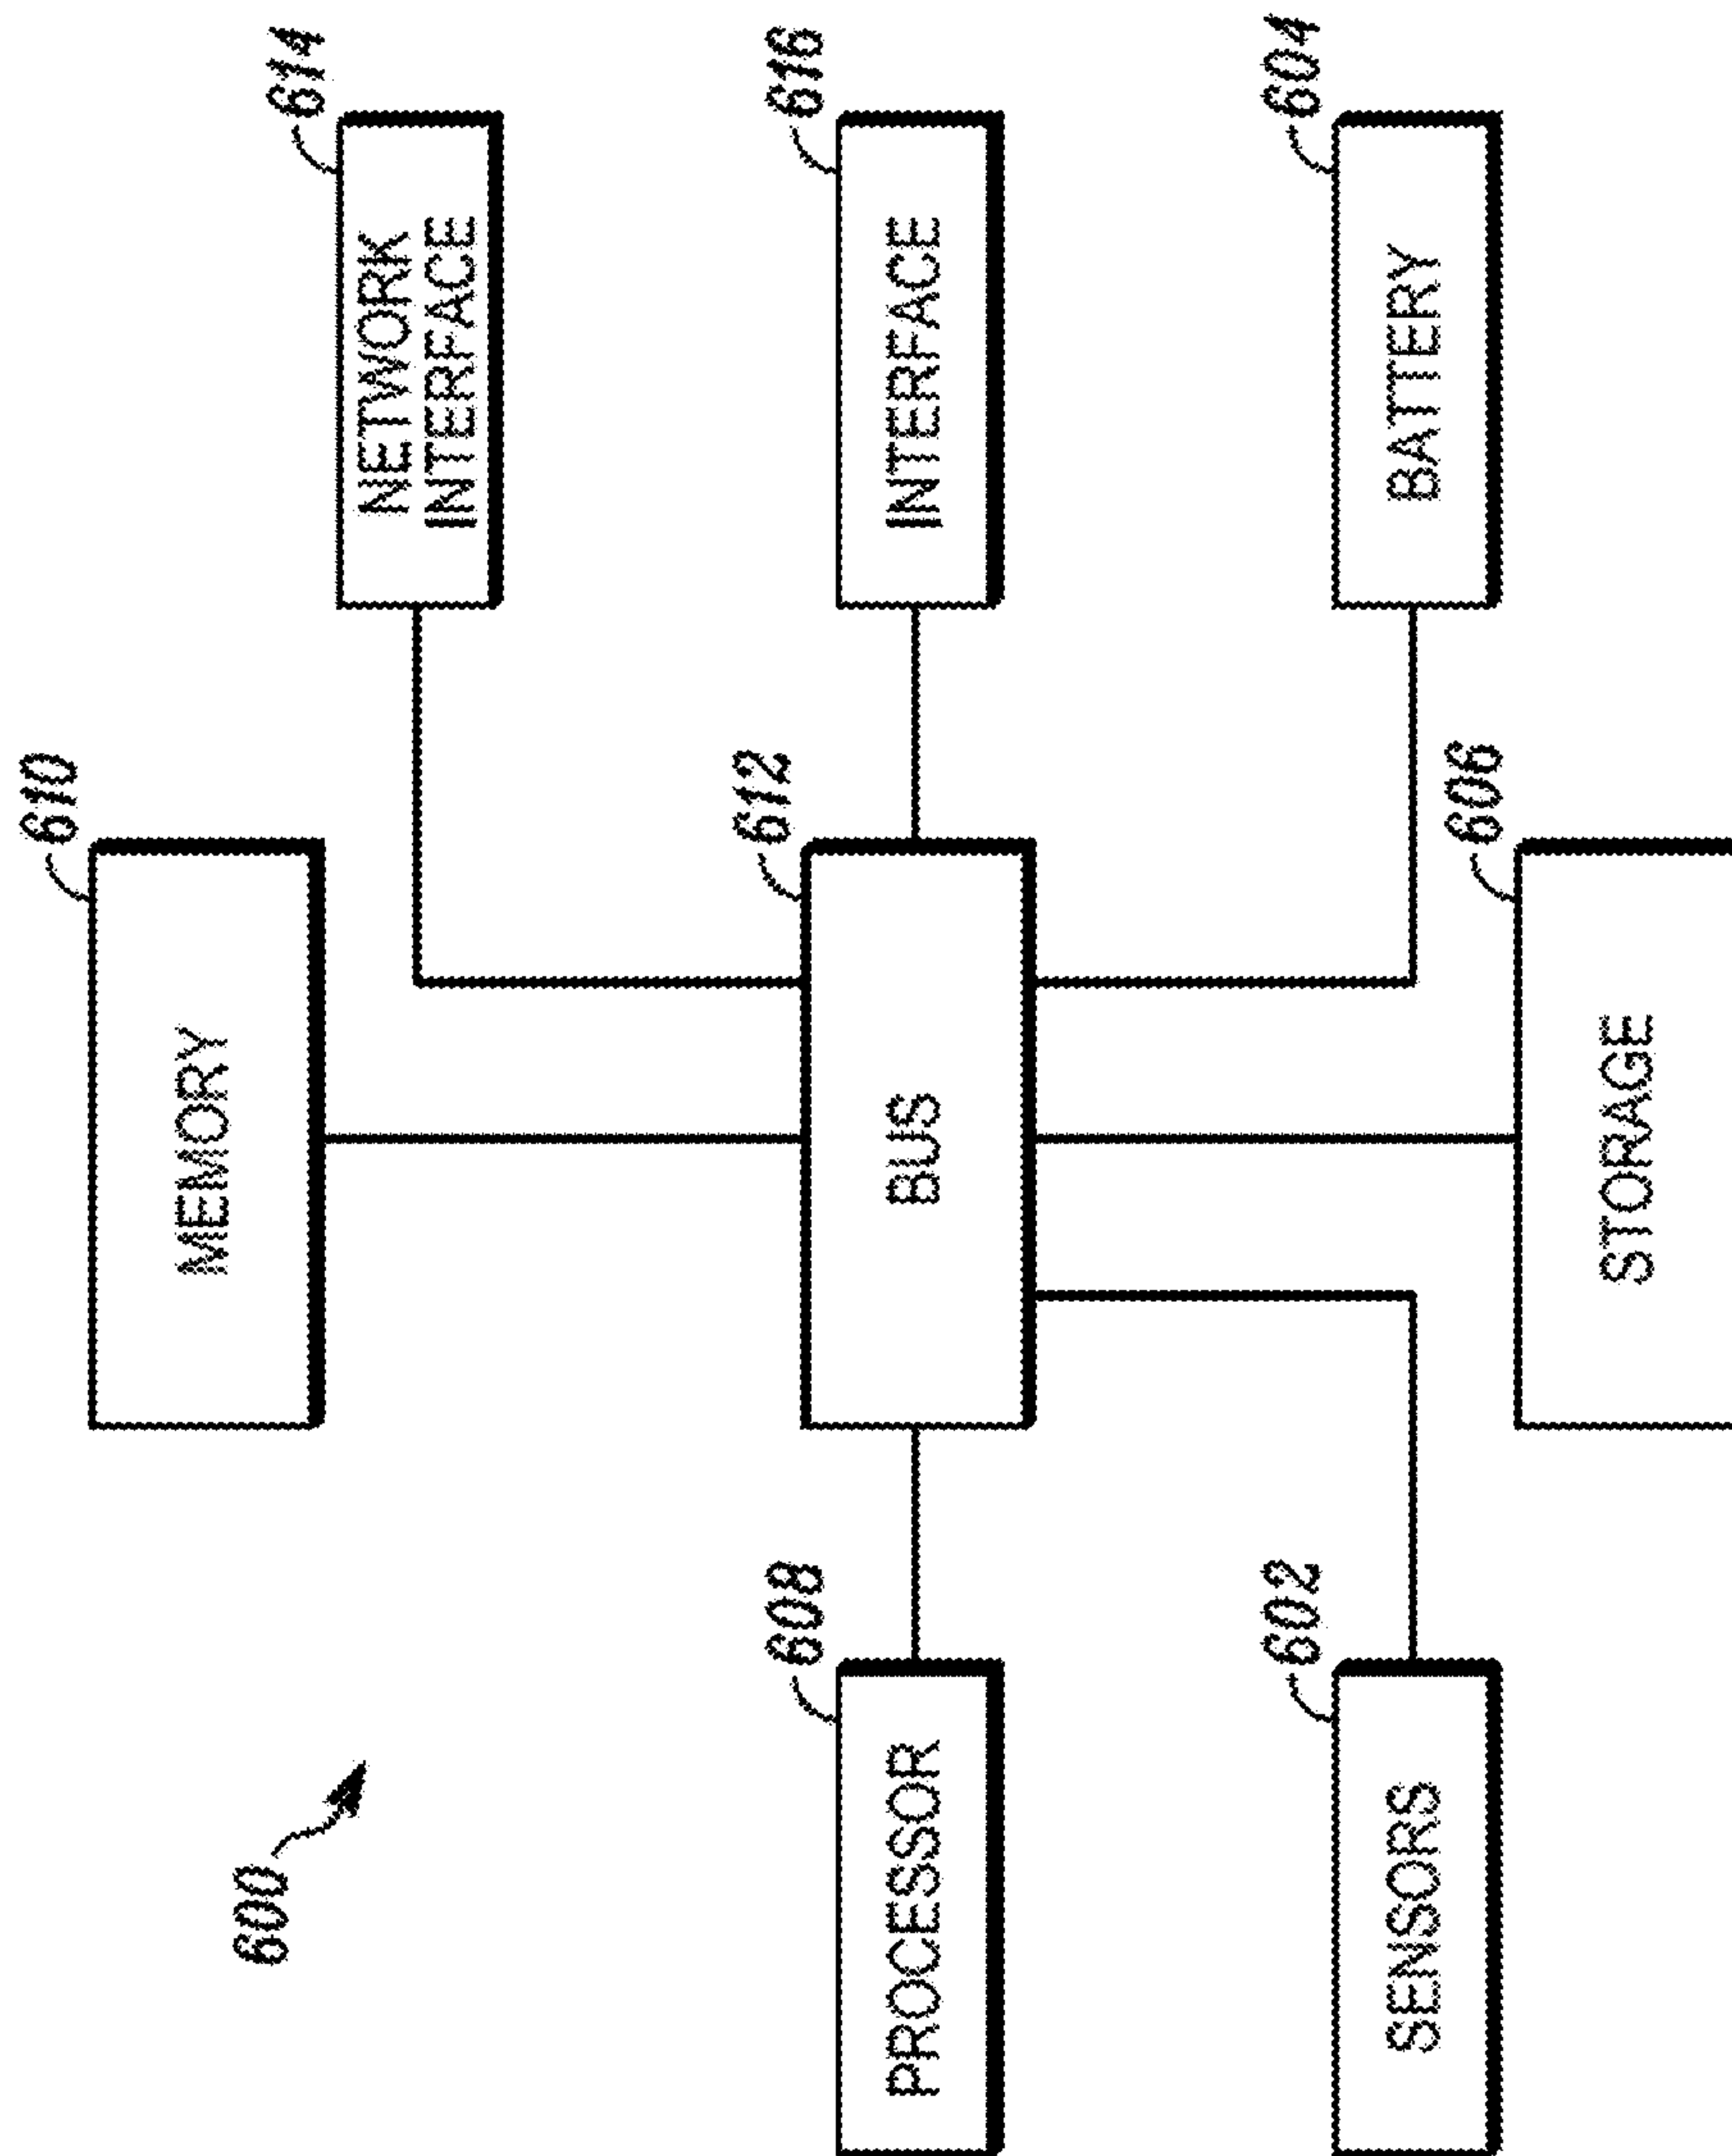 600
610
MEMORY
614
NETWORK
INTERFACE
608
PROCESSOR
612
BUS
616
INTERFACE
602
SENSORS
604
BATTERY
606
STORAGE